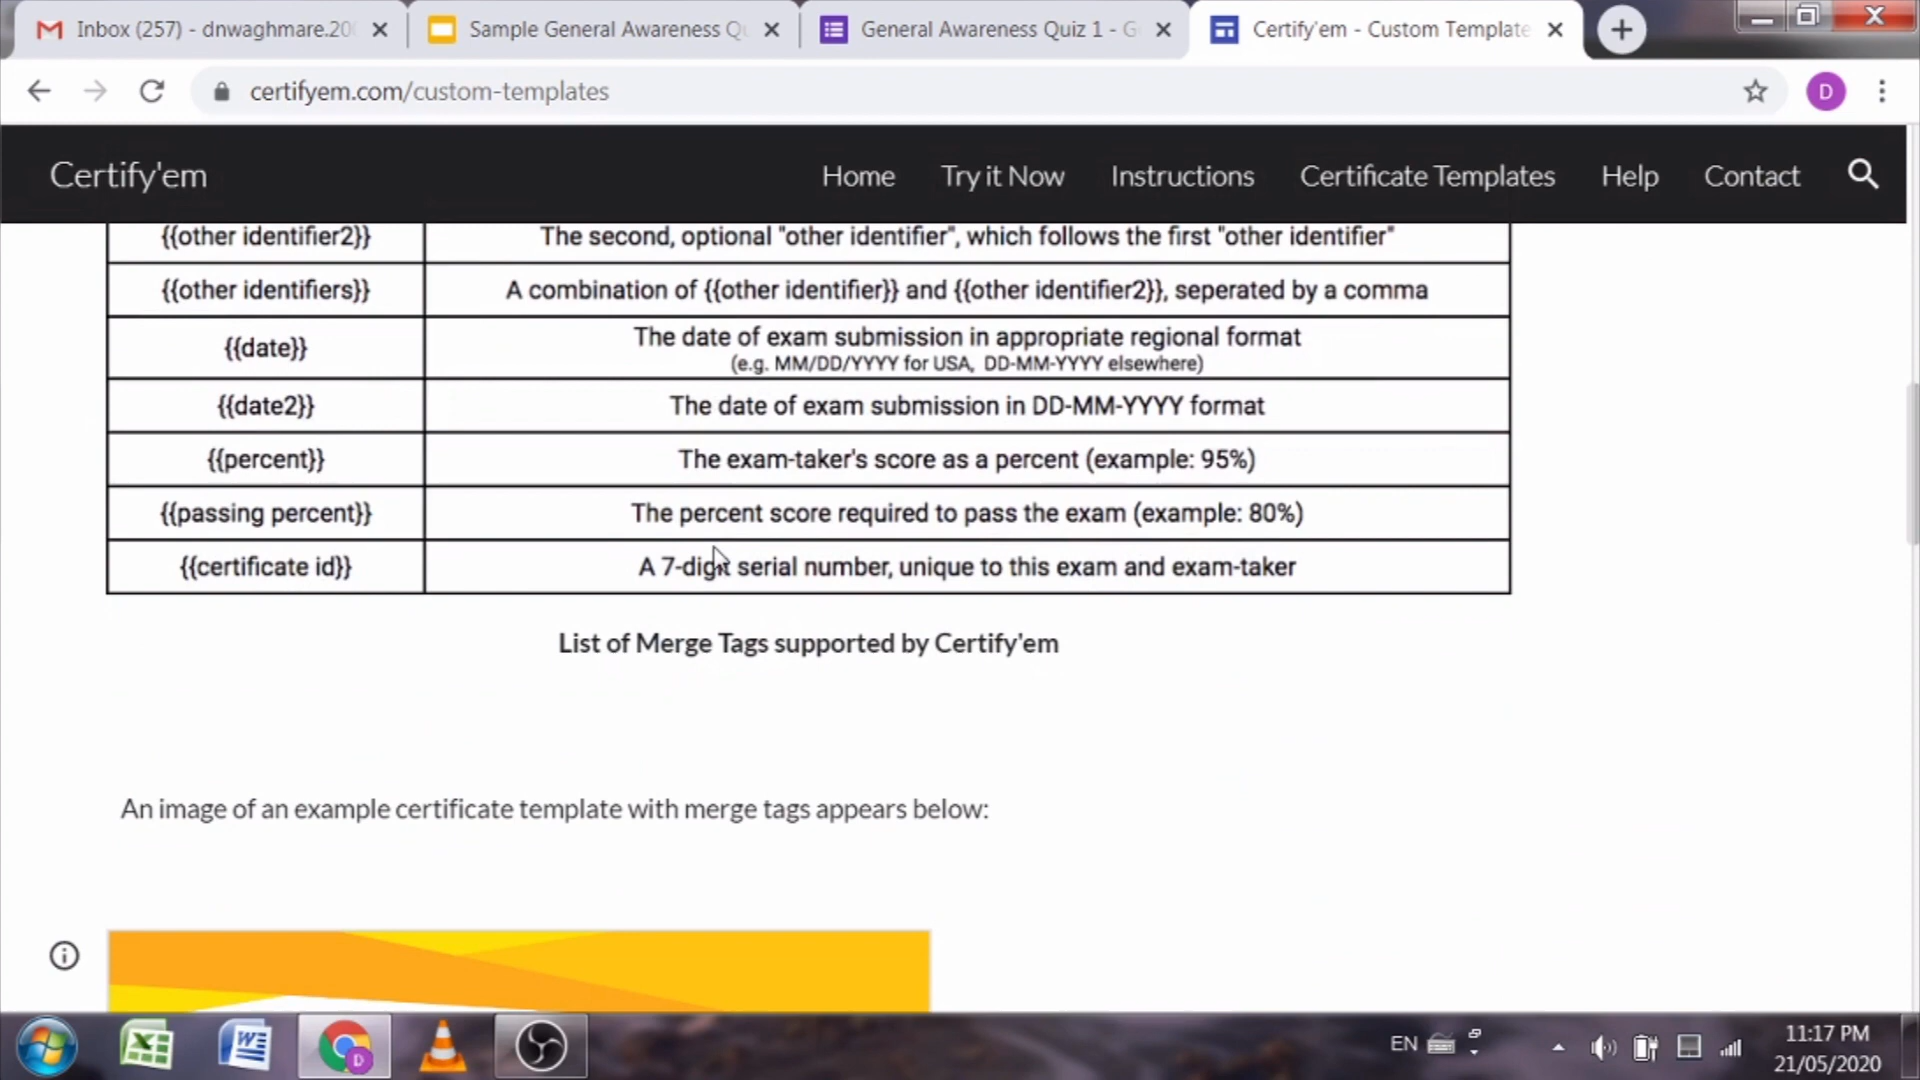 Inbox (257) - dnwaghmare.20
Sample General Awareness Qu
General Awareness Quiz 1 - G
Certify'em - Custom Template
certifyem.com/custom-templates
D
Certify'em
Home
Try it Now
Instructions
Certificate Templates
Help
Contact
{{other identifier2}}
The second, optional "other identifier", which follows the first "other identifier"
{{other identifiers}}
A combination of {{other identifier}} and {{other identifier2}}, seperated by a comma
{{date}}
The date of exam submission in appropriate regional format
(e.g. MM/DD/YYYY for USA, DD-MM-YYYY elsewhere)
{{date2}}
The date of exam submission in DD-MM-YYYY format
{{percent}}
The exam-taker's score as a percent (example: 95%)
{{passing percent}}
The percent score required to pass the exam (example: 80%)
{{certificate id}}
A 7-digit serial number, unique to this exam and exam-taker
List of Merge Tags supported by Certify'em
An image of an example certificate template with merge tags appears below:
D
EN
11:17 PM
21/05/2020